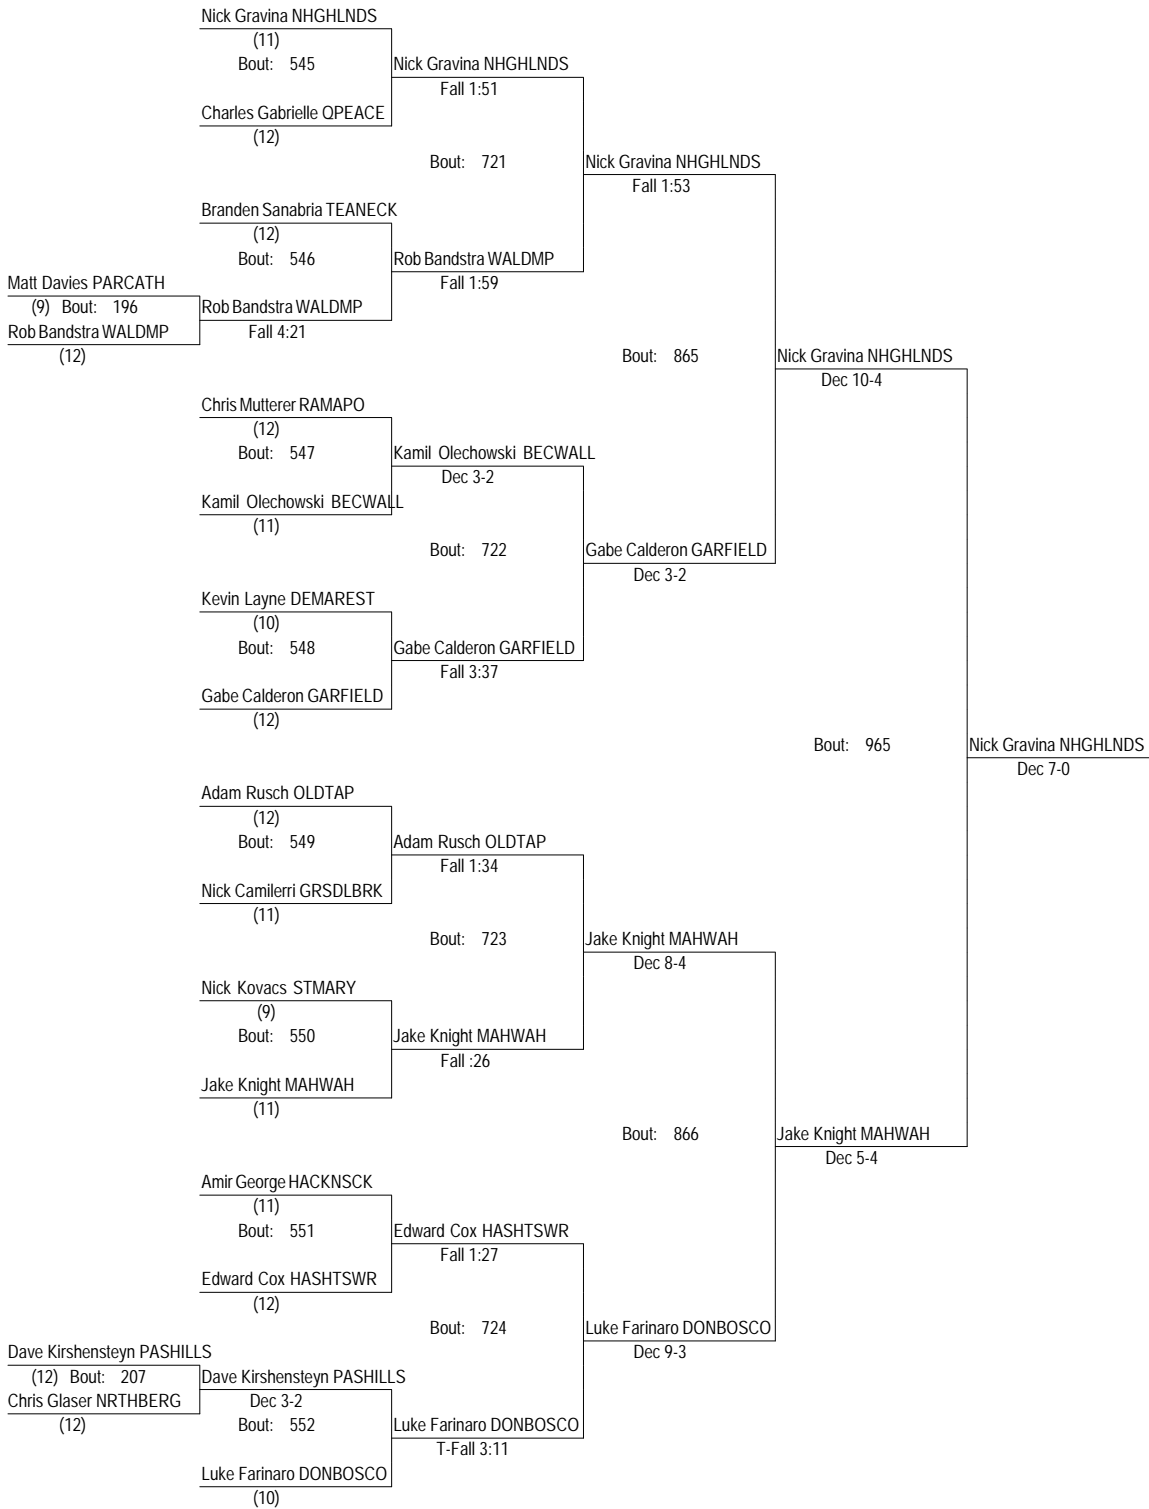 Nick Gravina NHGHLNDS
(11)
Bout: 545
Nick Gravina NHGHLNDS
Fall 1:51
Charles Gabrielle QPEACE
(12)
Bout: 721
Nick Gravina NHGHLNDS
Fall 1:53
Branden Sanabria TEANECK
(12)
Bout: 546
Rob Bandstra WALDMP
Fall 1:59
Matt Davies PARCATH
(9) Bout: 196
Rob Bandstra WALDMP
Fall 4:21
Rob Bandstra WALDMP
(12)
Bout: 865
Nick Gravina NHGHLNDS
Dec 10-4
Chris Mutterer RAMAPO
(12)
Bout: 547
Kamil Olechowski BECWALL
Dec 3-2
Kamil Olechowski BECWALL
(11)
Bout: 722
Gabe Calderon GARFIELD
Dec 3-2
Kevin Layne DEMAREST
(10)
Bout: 548
Gabe Calderon GARFIELD
Fall 3:37
Gabe Calderon GARFIELD
(12)
Bout: 965
Nick Gravina NHGHLNDS
Dec 7-0
Adam Rusch OLDTAP
(12)
Bout: 549
Adam Rusch OLDTAP
Fall 1:34
Nick Camilerri GRSDLBRK
(11)
Bout: 723
Jake Knight MAHWAH
Dec 8-4
Nick Kovacs STMARY
(9)
Bout: 550
Jake Knight MAHWAH
Fall :26
Jake Knight MAHWAH
(11)
Bout: 866
Jake Knight MAHWAH
Dec 5-4
Amir George HACKNSCK
(11)
Bout: 551
Edward Cox HASHTSWR
Fall 1:27
Edward Cox HASHTSWR
(12)
Bout: 724
Luke Farinaro DONBOSCO
Dec 9-3
Dave Kirshensteyn PASHILLS
(12) Bout: 207
Dave Kirshensteyn PASHILLS
Dec 3-2
Chris Glaser NRTHBERG
(12)
Bout: 552
Luke Farinaro DONBOSCO
T-Fall 3:11
Luke Farinaro DONBOSCO
(10)